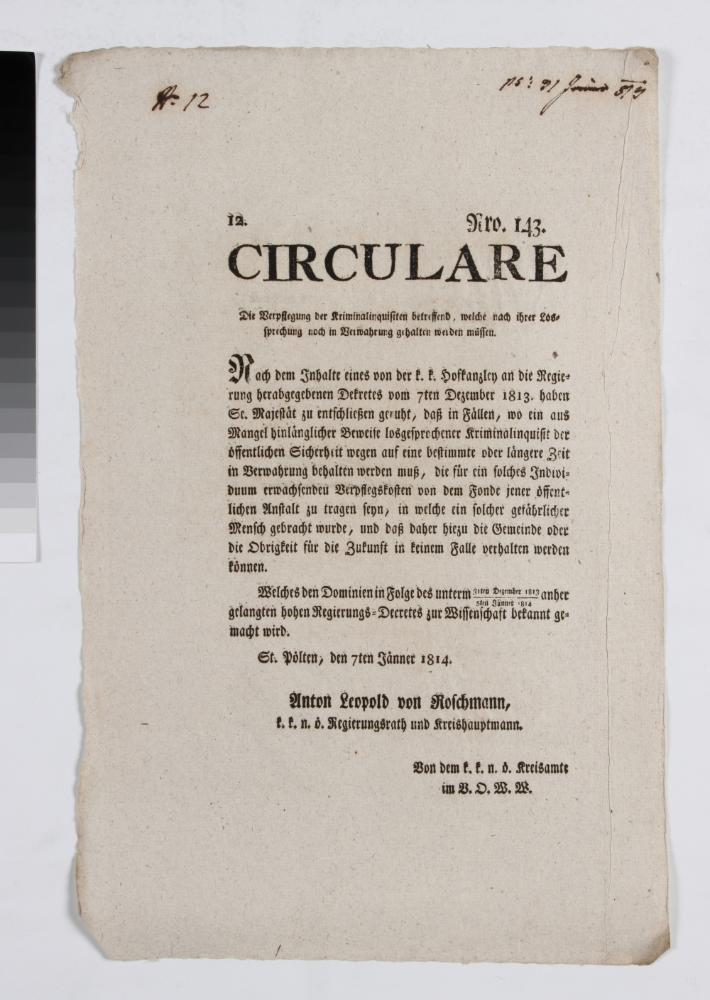 N. 12
12.
Nro. 143.
CIRCULARE
Die Verpflegung der Kriminalinquisiten betreffend, welche nach ihrer Los-
sprechung noch in Verwahrung gehalten werden müssen.
Nach dem Inhalte eines von der k. k. Hofkanzley an die Regie-
rung herabgegebenen Dekretes vom 7ten Dezember 1813. haben
Se. Majestät zu entschließen geruht, daß in Fällen, wo ein aus
Mangel hinlänglicher Beweise losgesprochener Kriminalinquisit der
öffentlichen Sicherheit wegen auf eine bestimmte oder längere Zeit
in Verwahrung behalten werden muß, die für ein solches Indivi-
duum erwachsenden Verpflegskosten von dem Fonde jener öffent-
lichen Anstalt zu tragen seyn, in welche ein solcher gefährlicher
Mensch gebracht wurde, und daß daher hiezu die Gemeinde oder
die Obrigkeit für die Zukunft in keinem Falle verhalten werden
können.
Welches den Dominien in Folge des unterm Dezember 1813 anher
Jänner 1814
gelangten hohen Regierungs-Decretes zur Wissenschaft bekannt ge-
macht wird.
St. Pölten, den 7ten Jänner 1814.
Anton Leopold von Roschmann,
k. k. n. ö. Regierungsrath und Kreishauptmann.
Von dem k. k. n. ö. Kreisamte
im V. O. W. W.